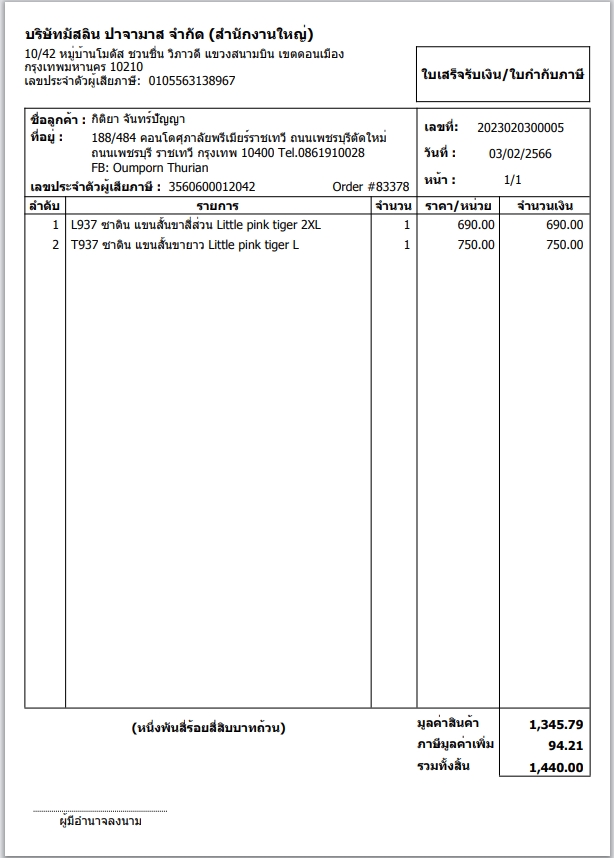 บริษัทมัสลิน ปาจามาส จำกัด (สำนักงานใหญ่)
10/42 หมู่บ้านโมดัส ชวนชื่น วิภาวดี แขวงสนามบิน เขตดอนเมือง
กรุงเทพมหานคร 10210
เลขประจำตัวผู้เสียภาษี: 0105563138967
ใบเสร็จรับเงิน/ใบกำกับภาษี
ชื่อลูกค้า : กิติยา จันทร์ปัญญา
ที่อยู่ : 188/484 คอนโดศุภาลัยพรีเมียร์ราชเทวี ถนนเพชรบุรีตัดใหม่
ถนนเพชรบุรี ราชเทวี กรุงเทพ 10400 Tel.0861910028
FB: Oumporn Thurian
เลขประจำตัวผู้เสียภาษี : 3560600012042 Order #83378
เลขที่: 2023020300005
วันที่ : 03/02/2566
หน้า : 1/1
ลำดับ รายการ จำนวน ราคา/หน่วย จำนวนเงิน
1 L937 ซาติน แขนสั้นขาสี่ส่วน Little pink tiger 2XL 1 690.00 690.00
2 T937 ซาติน แขนสั้นขายาว Little pink tiger L 1 750.00 750.00
(หนึ่งพันสี่ร้อยสี่สิบบาทถ้วน)
มูลค่าสินค้า 1,345.79
ภาษีมูลค่าเพิ่ม 94.21
รวมทั้งสิ้น 1,440.00
ผู้มีอำนาจลงนาม